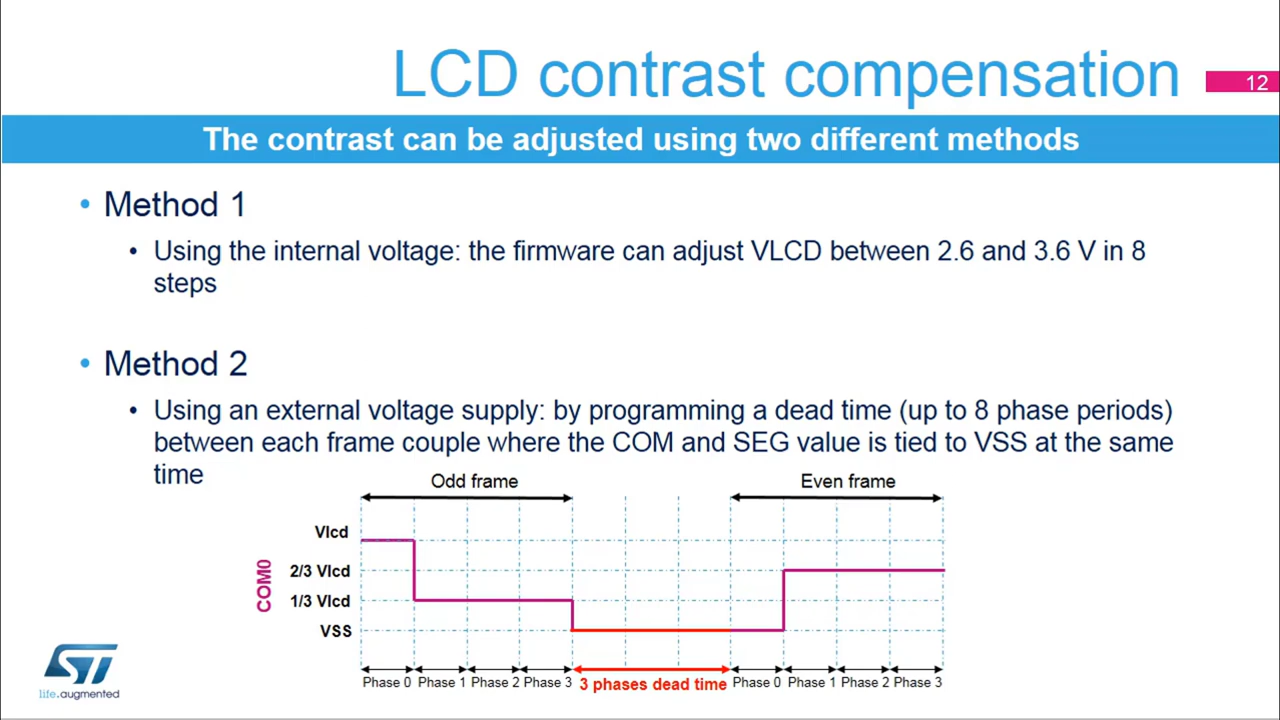 LCD contrast compensation
12
The contrast can be adjusted using two different methods
• Method 1
• Using the internal voltage: the firmware can adjust VLCD between 2.6 and 3.6 V in 8
steps
• Method 2
• Using an external voltage supply: by programming a dead time (up to 8 phase periods)
between each frame couple where the COM and SEG value is tied to VSS at the same
time
Odd frame
Even frame
Vlcd
2/3 Vlcd
1/3 Vlcd
VSS
COM0
Phase 0 Phase 1 Phase 2 Phase 3 3 phases dead time Phase 0 Phase 1 Phase 2 Phase 3
ST
life.augmented